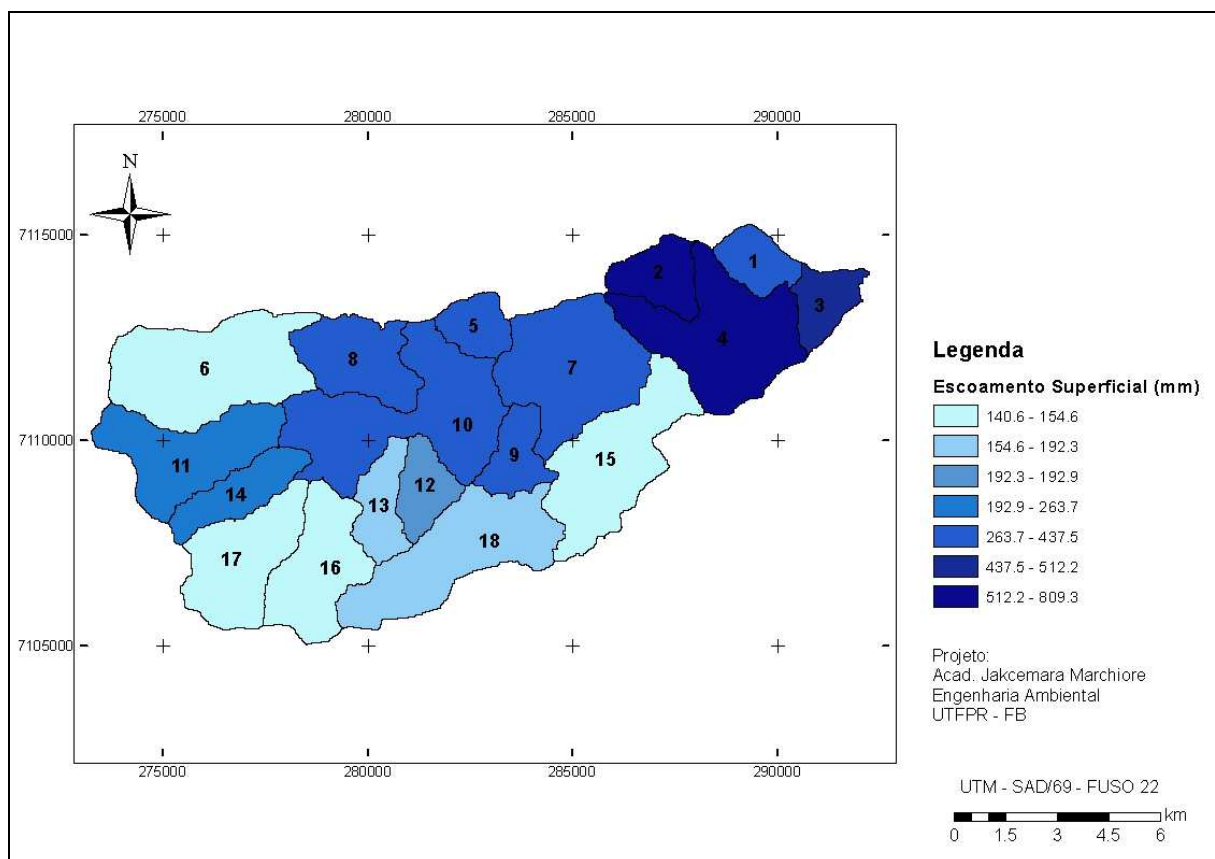 275000 280000 285000 290000
N
7115000
7110000
7105000
1
2
3
4
5
6
7
8
9
10
11
12
13
14
15
16
17
18
275000 280000 285000 290000
Legenda
Escoamento Superficial (mm)
140.6 - 154.6
154.6 - 192.3
192.3 - 192.9
192.9 - 263.7
263.7 - 437.5
437.5 - 512.2
512.2 - 809.3
Projeto:
Acad. Jakcemara Marchiore
Engenharia Ambiental
UTFPR - FB
UTM - SAD/69 - FUSO 22
km
0 1.5 3 4.5 6